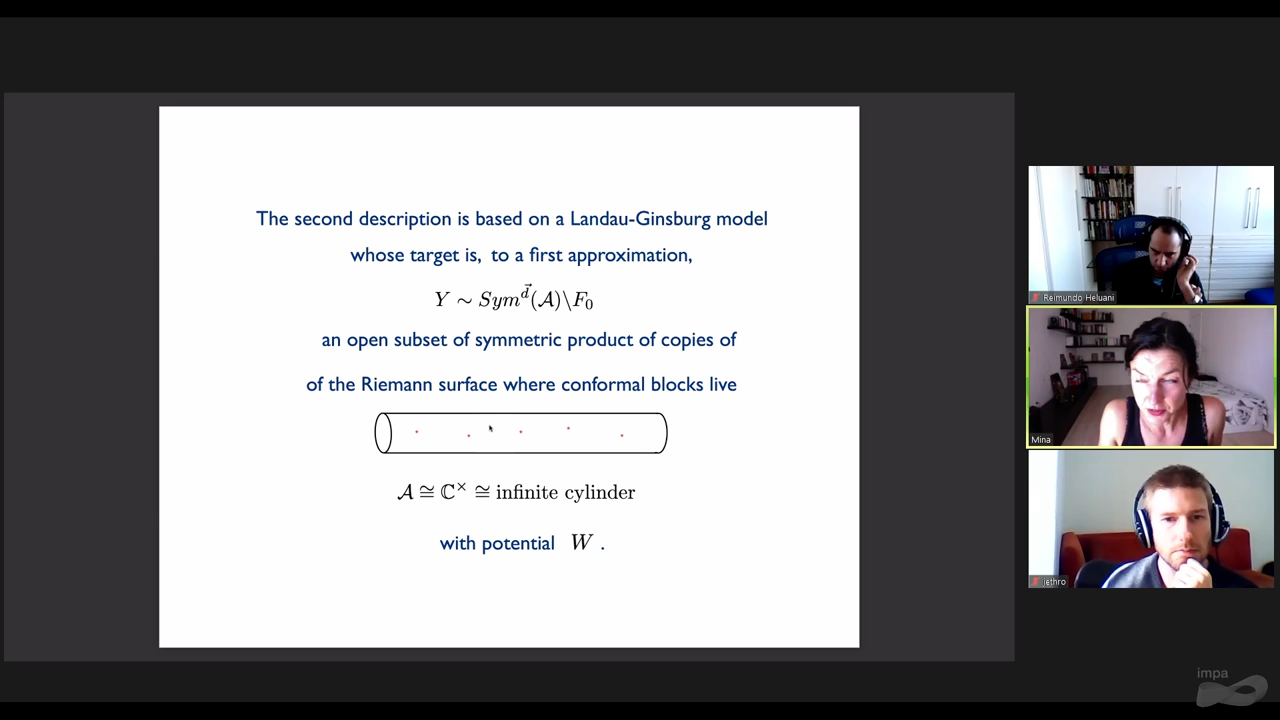 The second description is based on a Landau-Ginsburg model
whose target is, to a first approximation,
Y ∼ Sym^{\vec{d}}(𝒜)\F₀
an open subset of symmetric product of copies of
of the Riemann surface where conformal blocks live
𝒜 ≅ ℂ^× ≅ infinite cylinder
with potential W .
Reimundo Heluani
Mina
jethro
impa